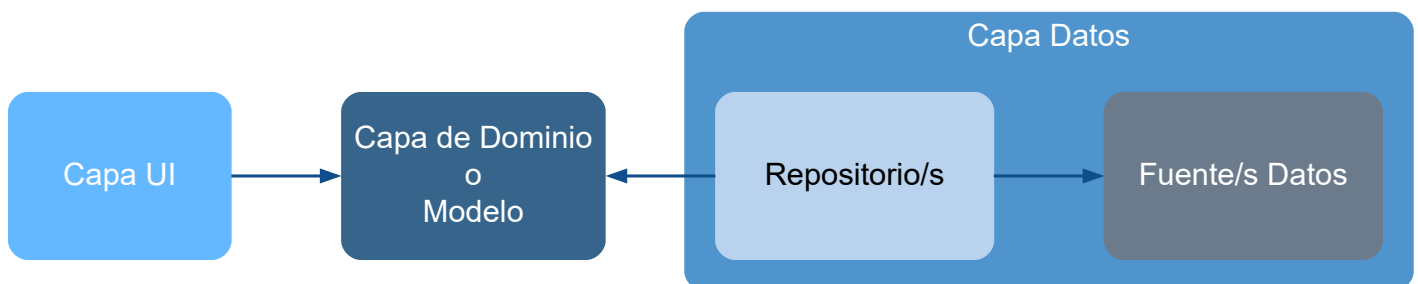 Capa Datos
Capa UI
Capa de Dominio
o
Modelo
Repositorio/s
Fuente/s Datos